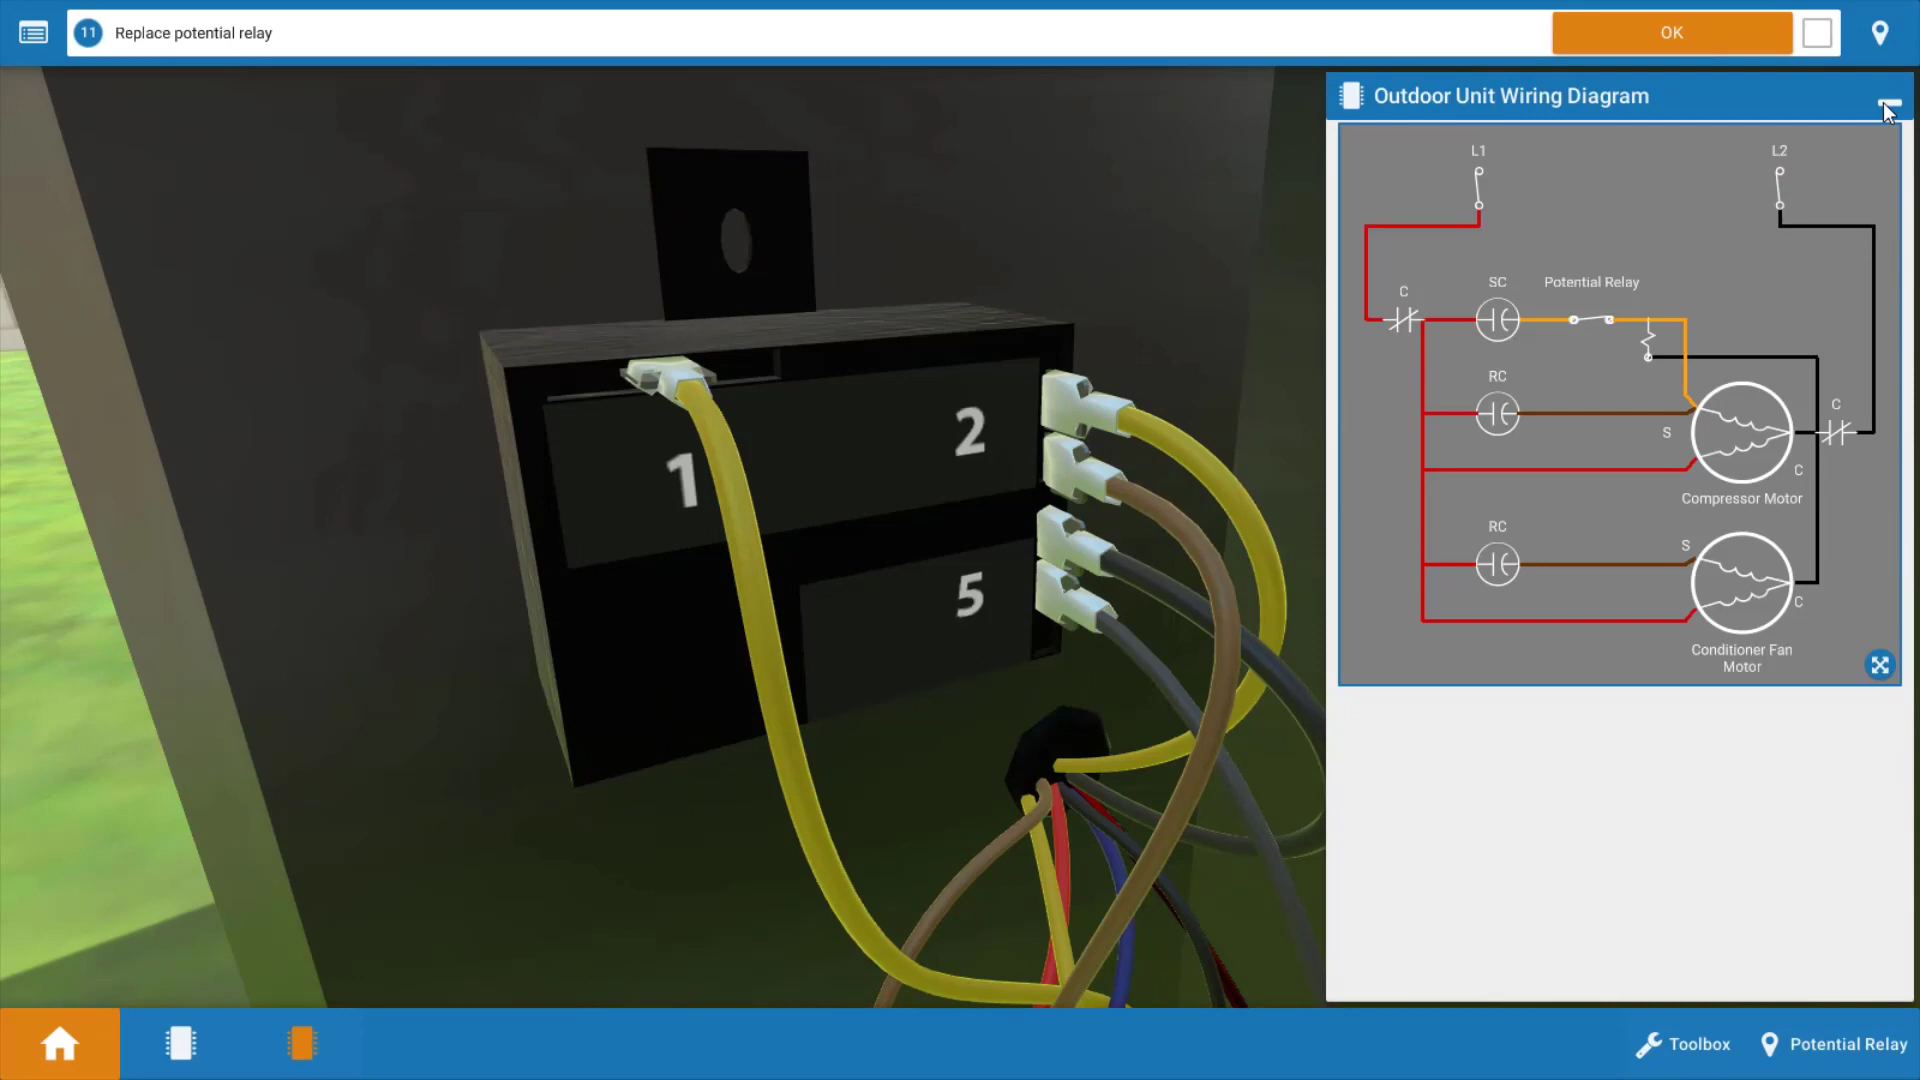 11 Replace potential relay
OK
Outdoor Unit Wiring Diagram
L1 L2
SC Potential Relay
C
RC
C
S
C
Compressor Motor
RC
S
C
Conditioner Fan
Motor
1
2
5
Toolbox
Potential Relay